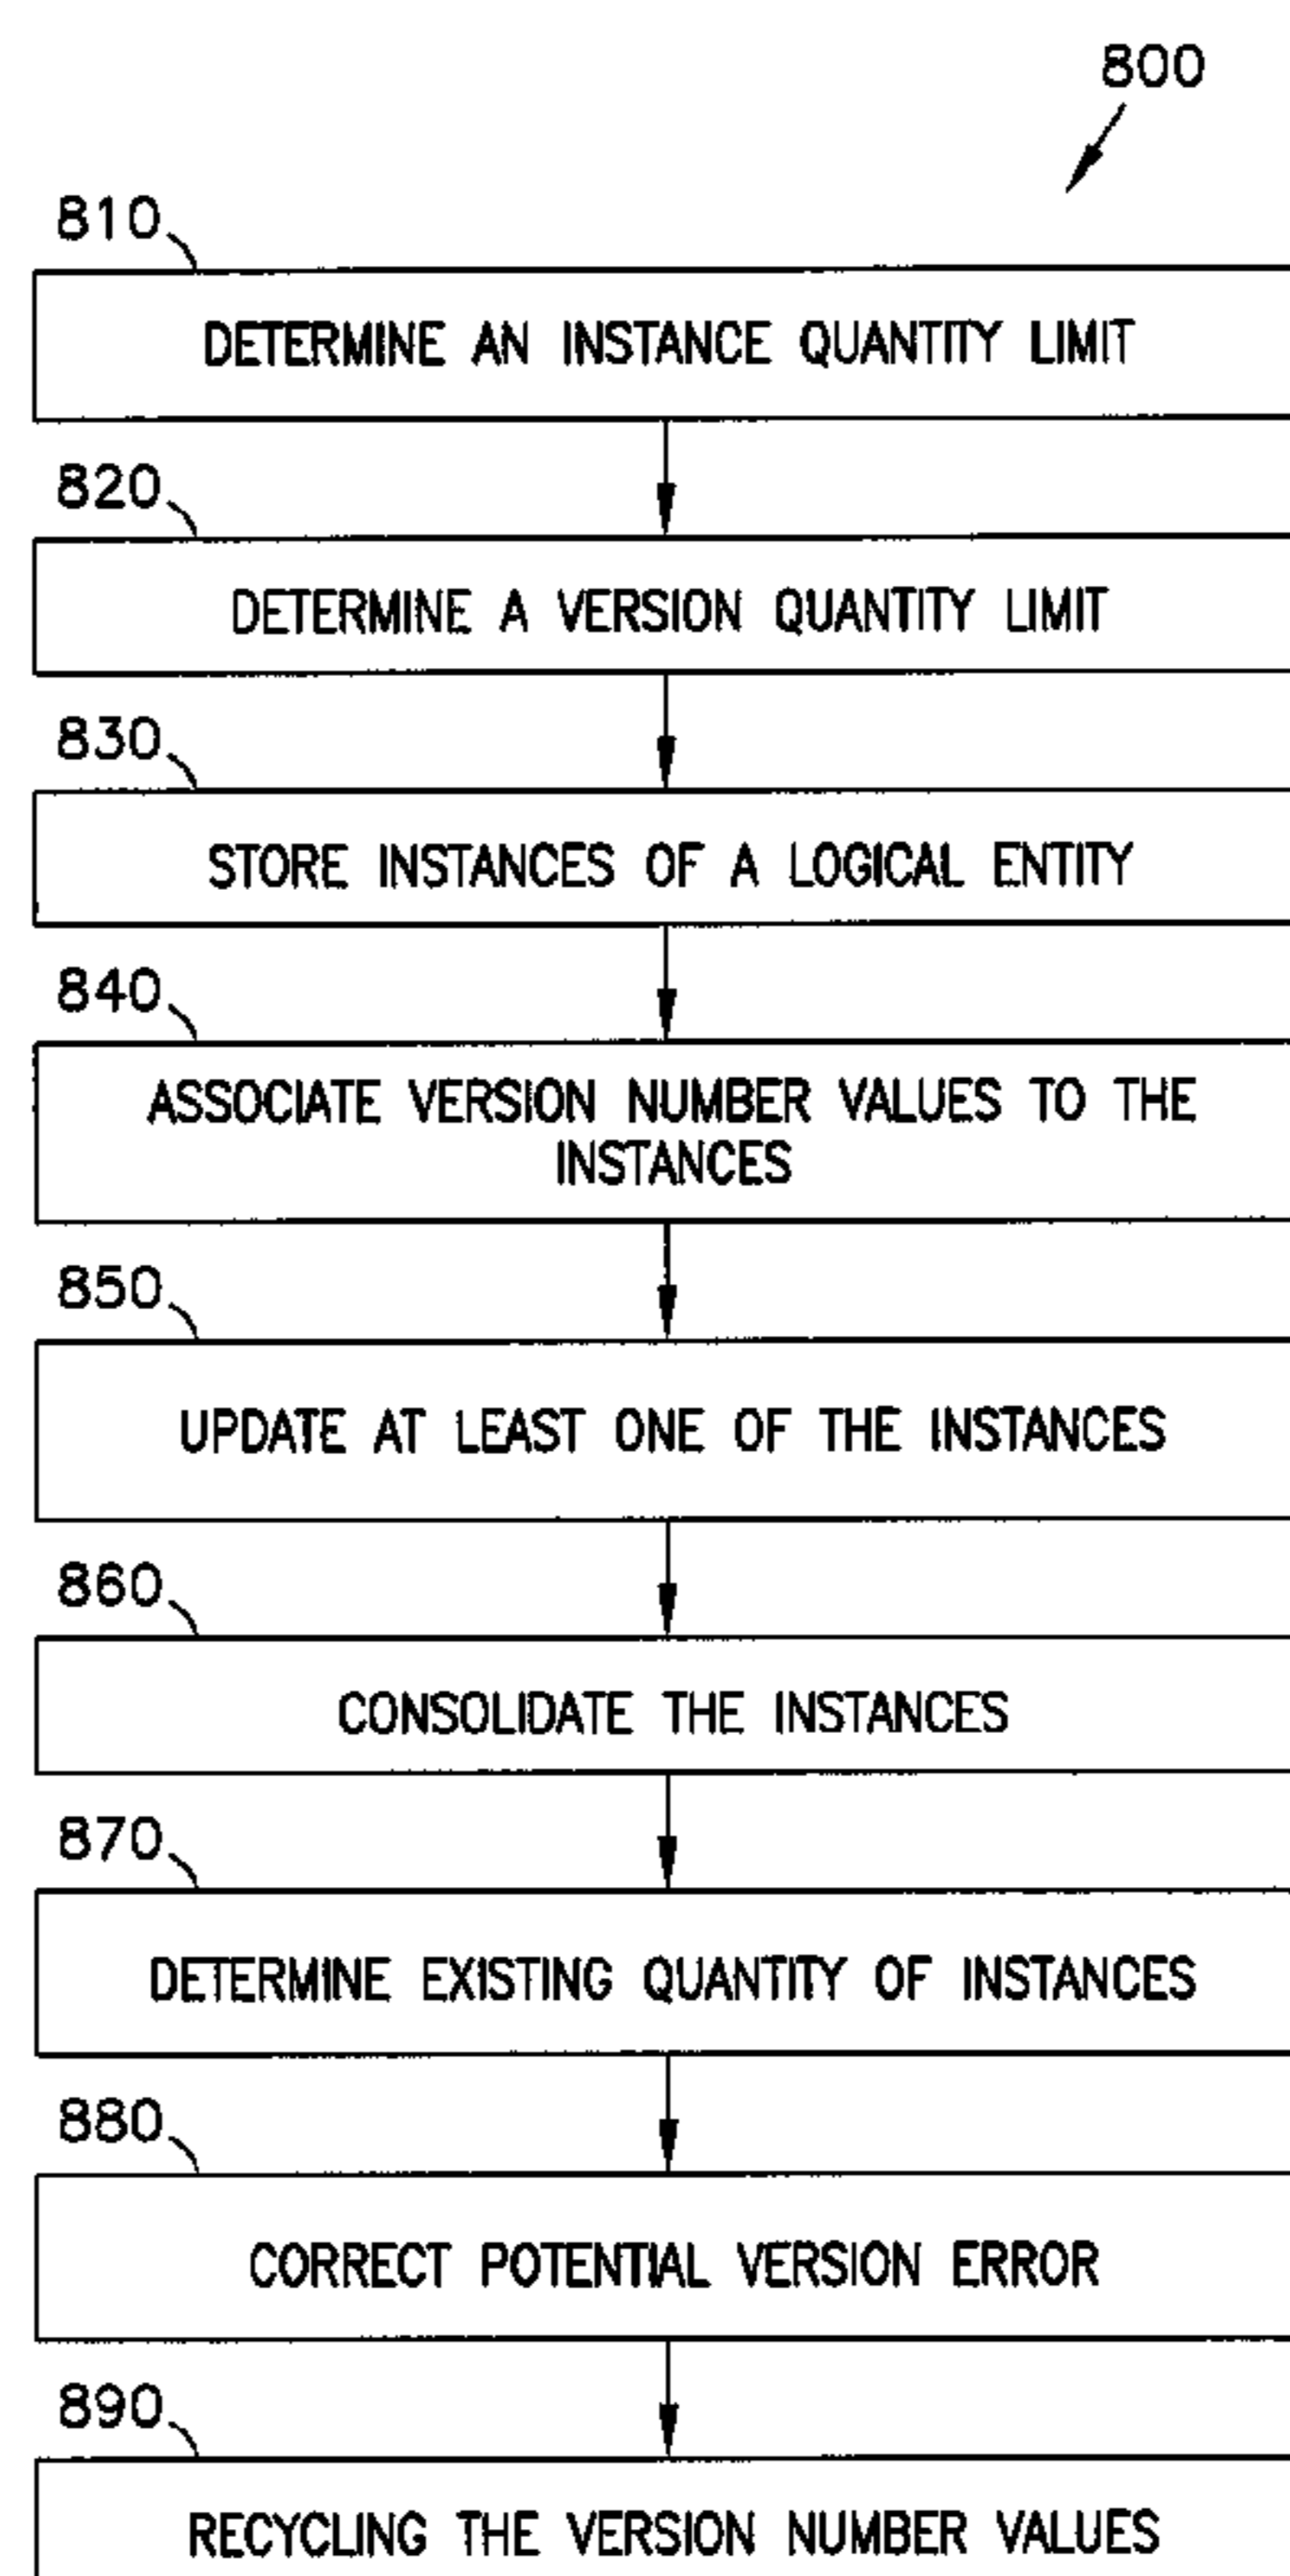 800
810
DETERMINE AN INSTANCE QUANTITY LIMIT
820
DETERMINE A VERSION QUANTITY LIMIT
830
STORE INSTANCES OF A LOGICAL ENTITY
840
ASSOCIATE VERSION NUMBER VALUES TO THE
INSTANCES
850
UPDATE AT LEAST ONE OF THE INSTANCES
860
CONSOLIDATE THE INSTANCES
870
DETERMINE EXISTING QUANTITY OF INSTANCES
880
CORRECT POTENTIAL VERSION ERROR
890
RECYCLING THE VERSION NUMBER VALUES